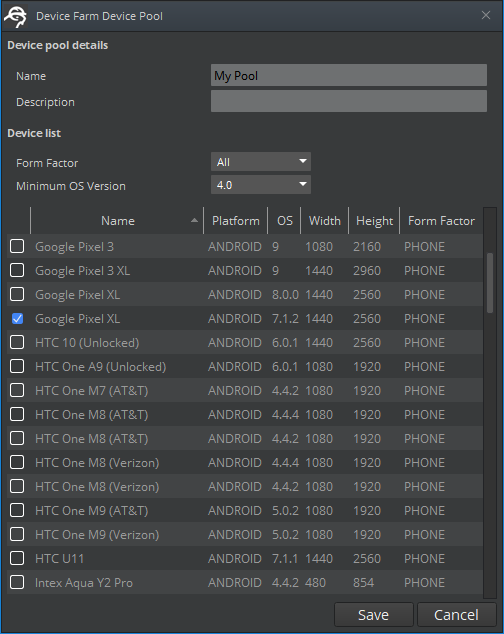 Device Farm Device Pool
Device pool details
Name My Pool
Description
Device list
Form Factor All
Minimum OS Version 4.0
Name Platform OS Width Height Form Factor
Google Pixel 3 ANDROID 9 1080 2160 PHONE
Google Pixel 3 XL ANDROID 9 1440 2960 PHONE
Google Pixel XL ANDROID 8.0.0 1440 2560 PHONE
Google Pixel XL ANDROID 7.1.2 1440 2560 PHONE
HTC 10 (Unlocked) ANDROID 6.0.1 1440 2560 PHONE
HTC One A9 (Unlocked) ANDROID 6.0.1 1080 1920 PHONE
HTC One M7 (AT&T) ANDROID 4.4.2 1080 1920 PHONE
HTC One M8 (AT&T) ANDROID 4.4.4 1080 1920 PHONE
HTC One M8 (AT&T) ANDROID 4.4.2 1080 1920 PHONE
HTC One M8 (Verizon) ANDROID 4.4.4 1080 1920 PHONE
HTC One M8 (Verizon) ANDROID 4.4.2 1080 1920 PHONE
HTC One M9 (AT&T) ANDROID 5.0.2 1080 1920 PHONE
HTC One M9 (Verizon) ANDROID 5.0.2 1080 1920 PHONE
HTC U11 ANDROID 7.1.1 1440 2560 PHONE
Intex Aqua Y2 Pro ANDROID 4.4.2 480 854 PHONE
Save Cancel